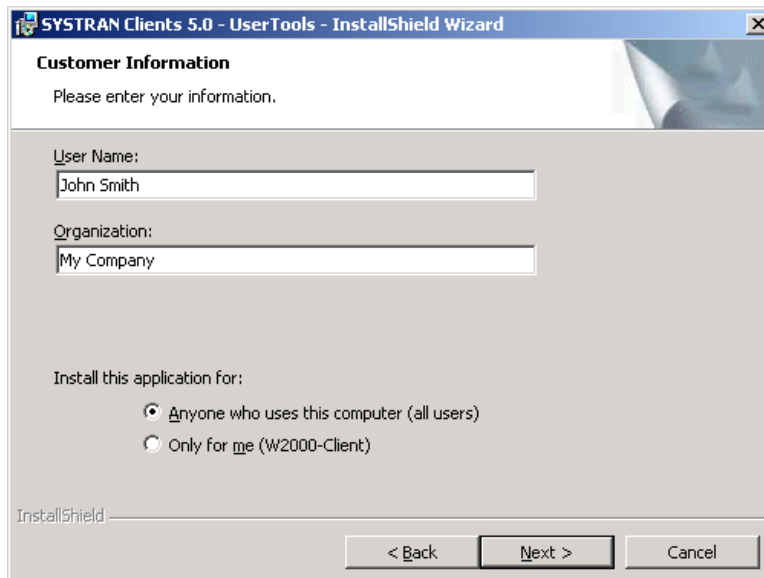 SYSTRAN Clients 5.0 - UserTools - InstallShield Wizard
Customer Information
Please enter your information.
User Name:
John Smith
Organization:
My Company
Install this application for:
Anyone who uses this computer (all users)
Only for me (W2000-Client)
InstallShield
< Back Next > Cancel